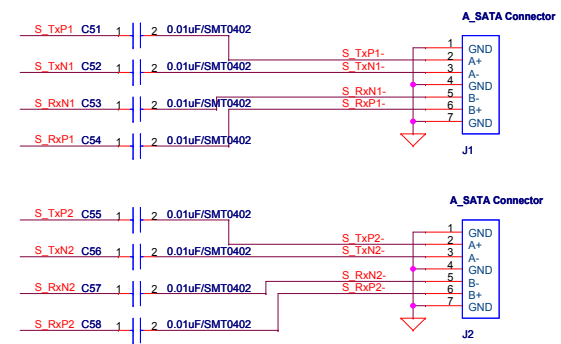 A_SATA Connector
S_TxP1 C51 1 2 0.01uF/SMT0402
S_TxP1- 1 GND
2 A+
S_TxN1 C52 1 2 0.01uF/SMT0402 S_TxN1- 3 A-
4 GND
S_RxN1 C53 1 2 0.01uF/SMT0402 S_RxN1- 5 B-
S_RxP1- 6 B+
7 GND
S_RxP1 C54 1 2 0.01uF/SMT0402
J1
A_SATA Connector
S_TxP2 C55 1 2 0.01uF/SMT0402
1 GND
S_TxP2- 2 A+
S_TxN2 C56 1 2 0.01uF/SMT0402 S_TxN2- 3 A-
4 GND
S_RxN2 C57 1 2 0.01uF/SMT0402 S_RxN2- 5 B-
S_RxP2- 6 B+
7 GND
S_RxP2 C58 1 2 0.01uF/SMT0402
J2